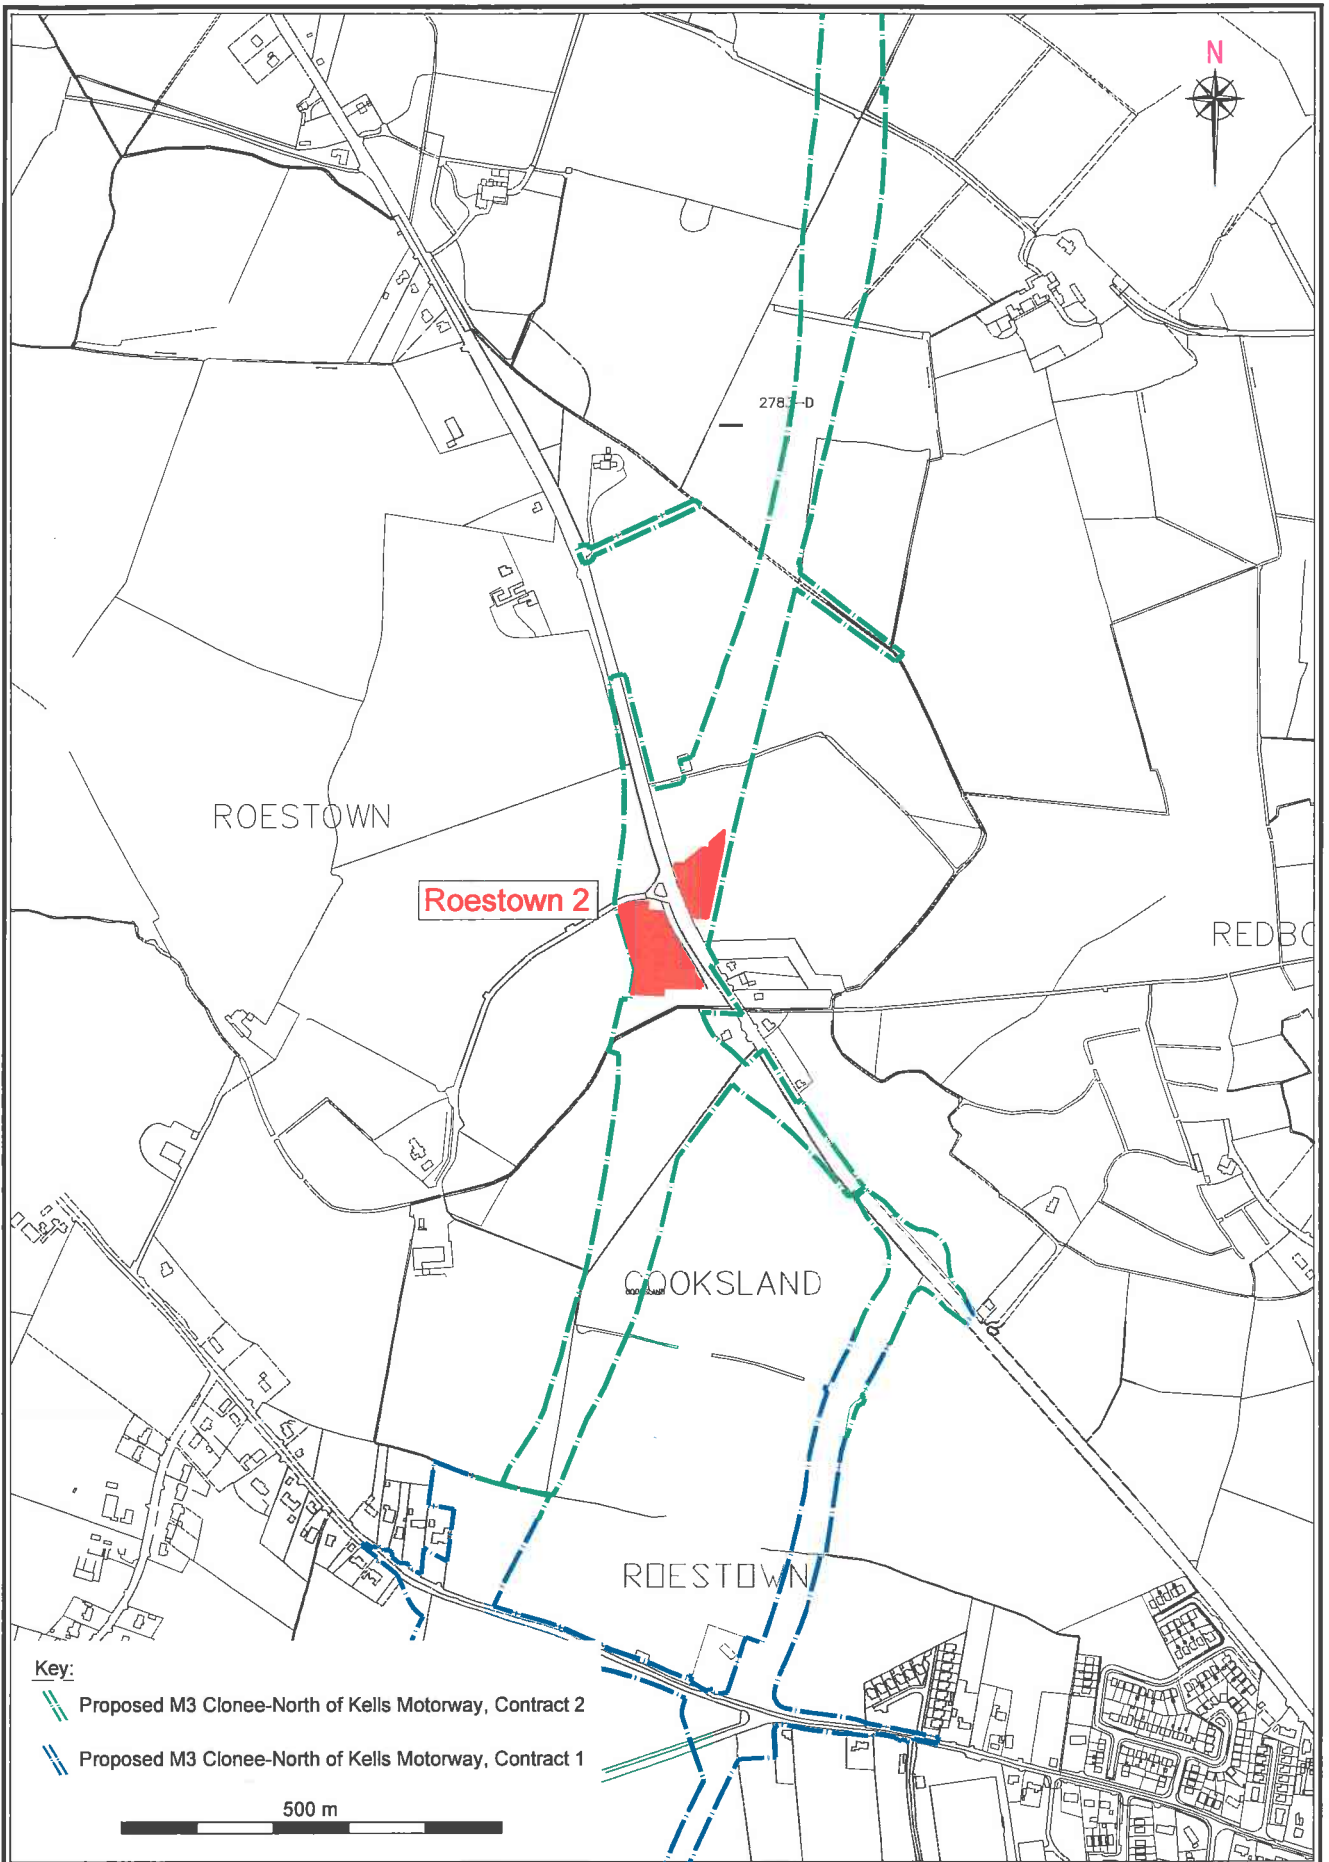 N
2783-D
ROESTOWN
Roestown 2
REDBO
COOKSLAND
ROESTOWN
Key:
Proposed M3 Clonee-North of Kells Motorway, Contract 2
Proposed M3 Clonee-North of Kells Motorway, Contract 1
500 m